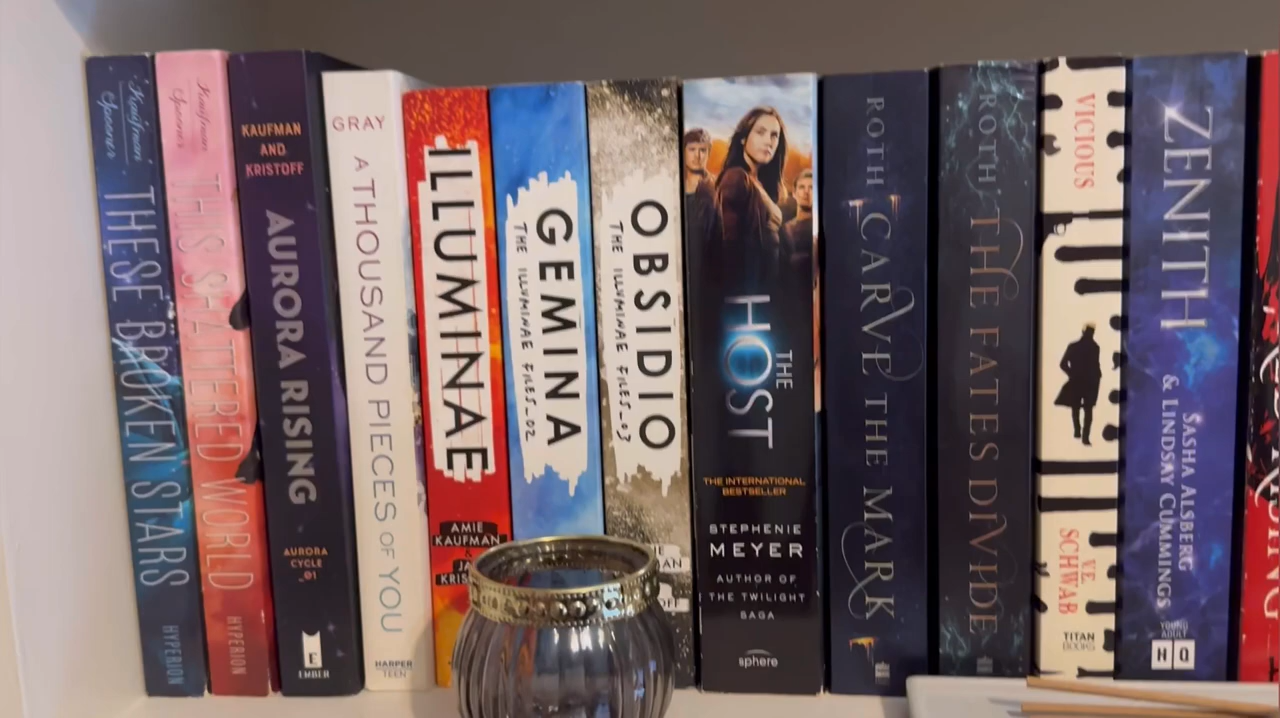 Kaufman
Spooner
THESE BROKEN STARS
HYPERION
Kaufman
Spooner
THIS SHATTERED WORLD
HYPERION
KAUFMAN
AND
KRISTOFF
AURORA RISING
AURORA
CYCLE
_01
E
EMBER
GRAY
A THOUSAND PIECES OF YOU
HARPER
TEEN
ILLUMINAE
AMIE
KAUFMAN
&
JA
KRIS
GEMINA
THE ILLUMINAE FILES_02
OBSIDIO
THE ILLUMINAE FILES_03
THE
HOST
THE INTERNATIONAL
BESTSELLER
STEPHENIE
MEYER
AUTHOR OF
THE TWILIGHT
SAGA
sphere
ROTH CARVE THE MARK
ROTH THE FATES DIVIDE
VICIOUS
V.E.
SCHWAB
TITAN
BOOKS
ZENITH
SASHA ALSBERG
& LINDSAY CUMMINGS
YOUNG
ADULT
HQ